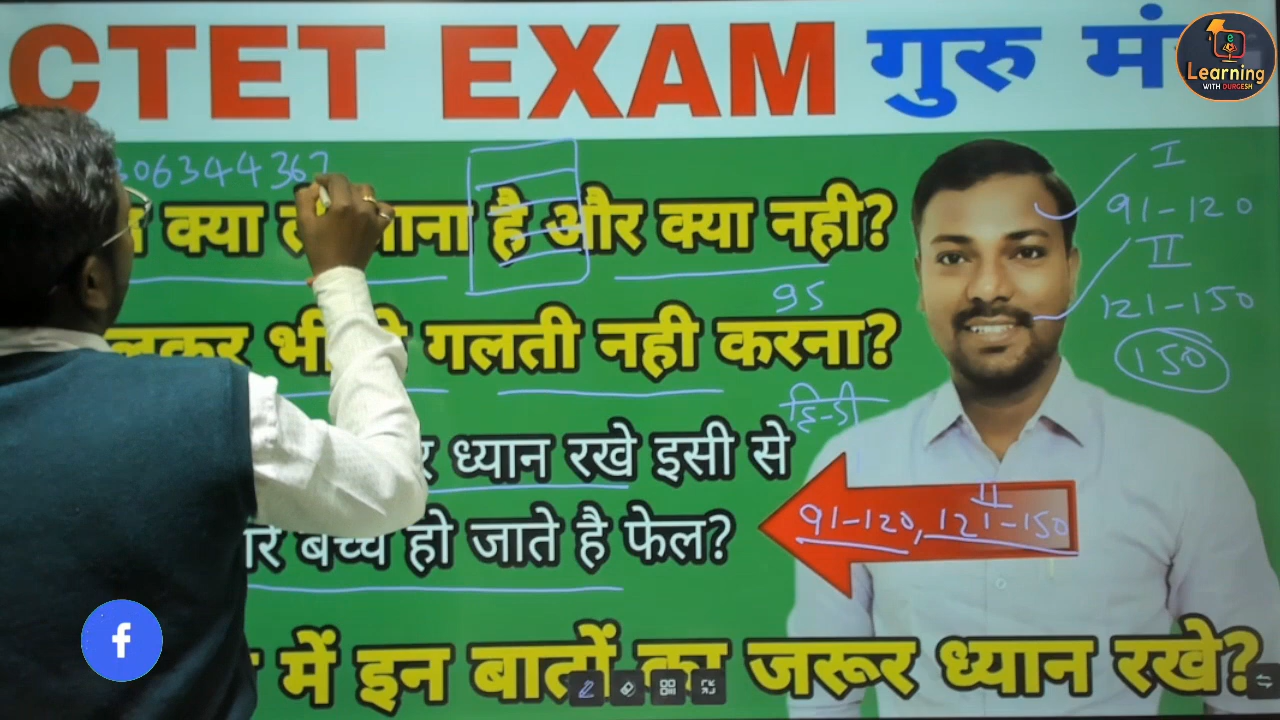 CTET EXAM गुरु
Learning
WITH DURGESH
306344367
क्या है और क्या नही?
I
91-120
II
121-150
150
95
गलती नही करना?
हिन्दी
ध्यान रखे इसी से
II
91-120, 121-150
बच्चे हो जाते है फेल?
f
में इन बातों का जरूर ध्यान रखे?